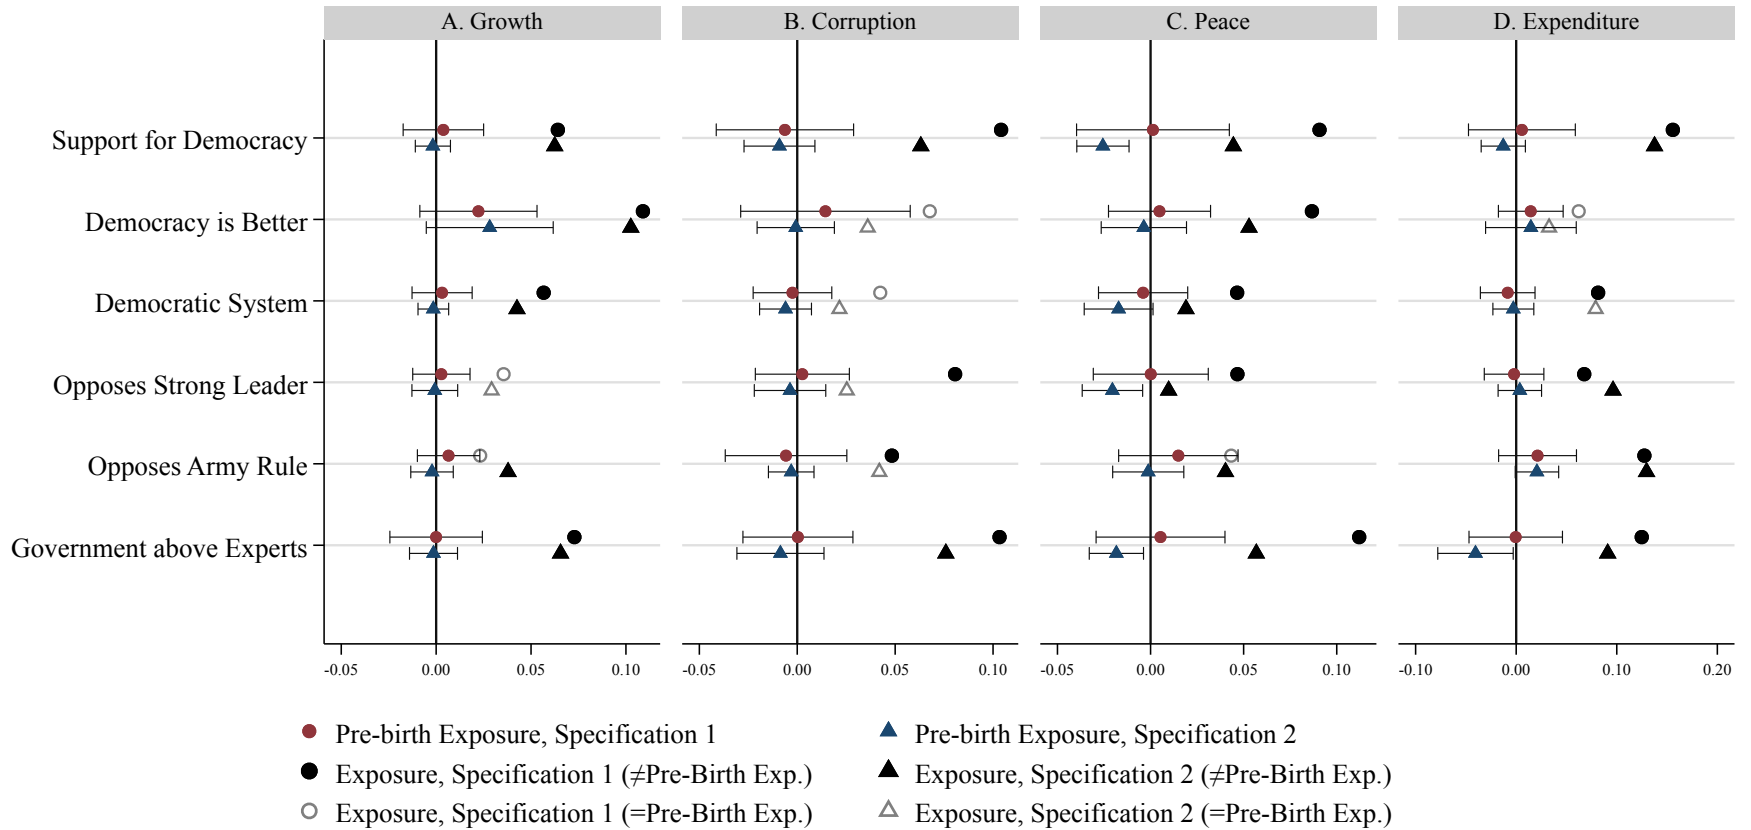 A. Growth
B. Corruption
C. Peace
D. Expenditure
Support for Democracy
Democracy is Better
Democratic System
Opposes Strong Leader
Opposes Army Rule
Government above Experts
-0.05 0.00 0.05 0.10
-0.05 0.00 0.05 0.10
-0.05 0.00 0.05 0.10
-0.10 0.00 0.10 0.20
Pre-birth Exposure, Specification 1
Pre-birth Exposure, Specification 2
Exposure, Specification 1 (≠Pre-Birth Exp.)
Exposure, Specification 2 (≠Pre-Birth Exp.)
Exposure, Specification 1 (=Pre-Birth Exp.)
Exposure, Specification 2 (=Pre-Birth Exp.)